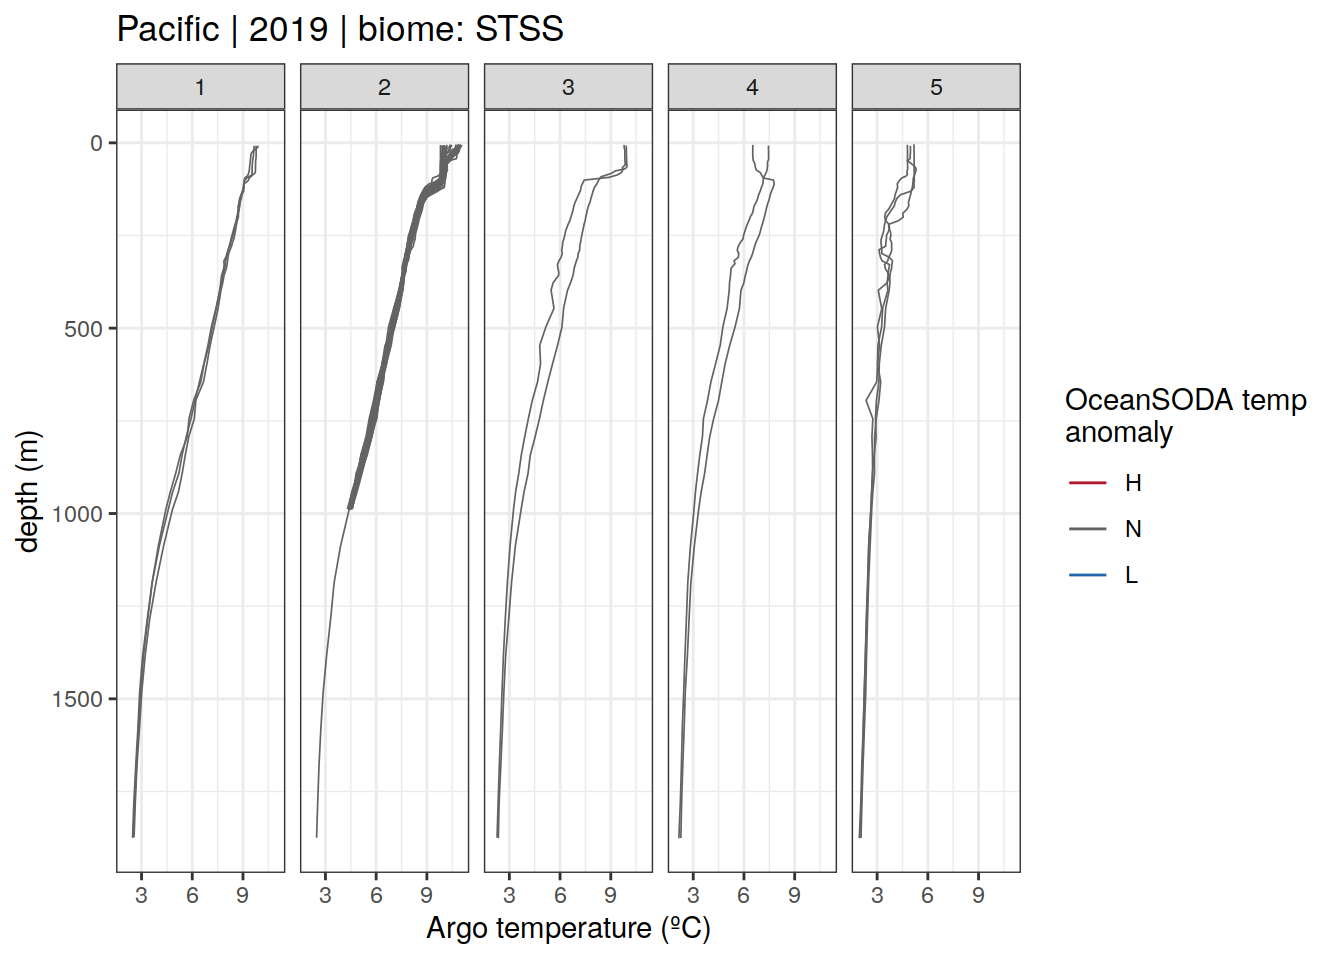 Pacific | 2019 | biome: STSS
1 2 3 4 5
0
500
1000
1500
depth (m)
3 6 9 3 6 9 3 6 9 3 6 9 3 6 9
Argo temperature (ºC)
OceanSODA temp
anomaly
H
N
L